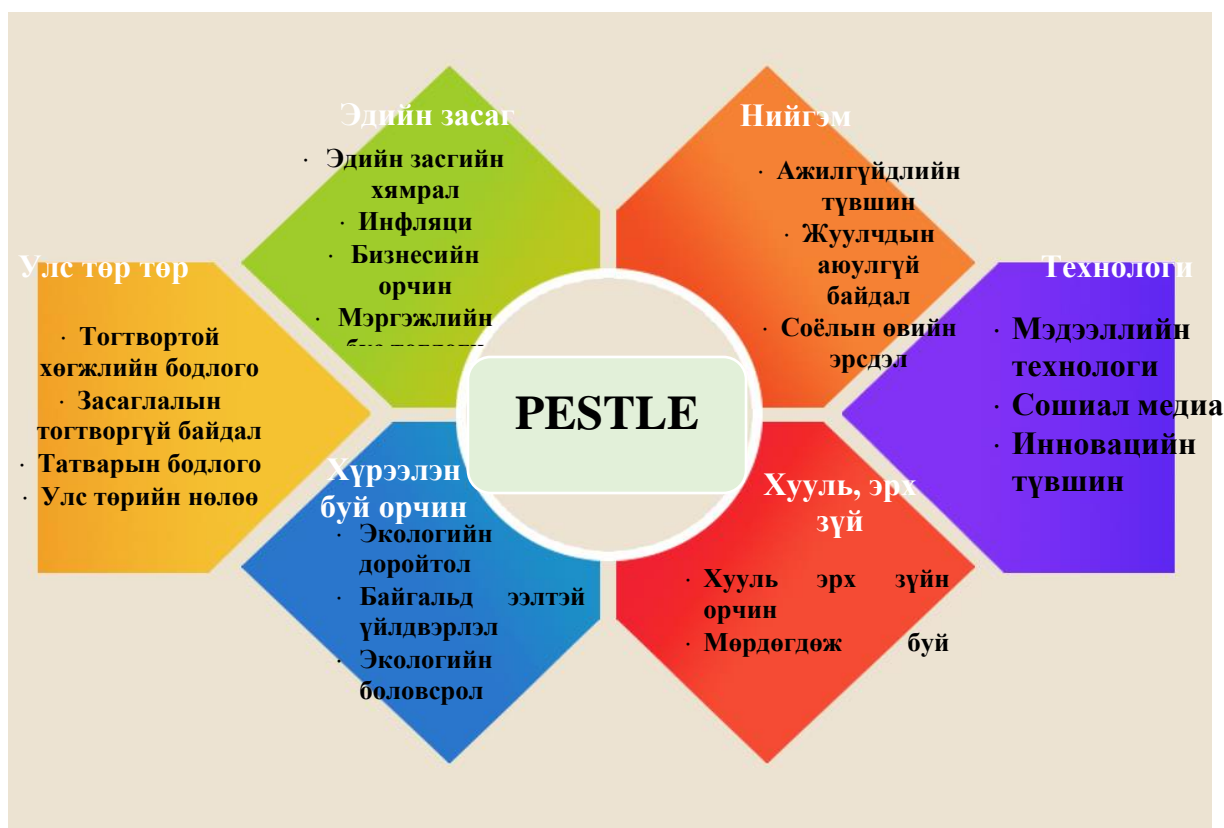 Эдийн засаг
· Эдийн засгийн
хямрал
· Инфляци
· Бизнесийн
орчин
· Мэргэжлийн
Нийгэм
· Ажилгүйдлийн
түвшин
· Жуулчдын
аюулгүй
байдал
· Соёлын өвийн
эрсдэл
Улс төр төр
· Тогтвортой
хөгжлийн бодлого
· Засаглалын
тогтворгүй байдал
· Татварын бодлого
· Улс төрийн нөлөө
PESTLE
Технологи
· Мэдээллийн
технологи
· Сошиал медиа
· Инновацийн
түвшин
Хүрээлэн
буй орчин
· Экологийн
доройтол
· Байгальд ээлтэй
үйлдвэрлэл
· Экологийн
боловсрол
Хууль, эрх
зүй
· Хууль эрх зүйн
орчин
· Мөрдөгдөж буй